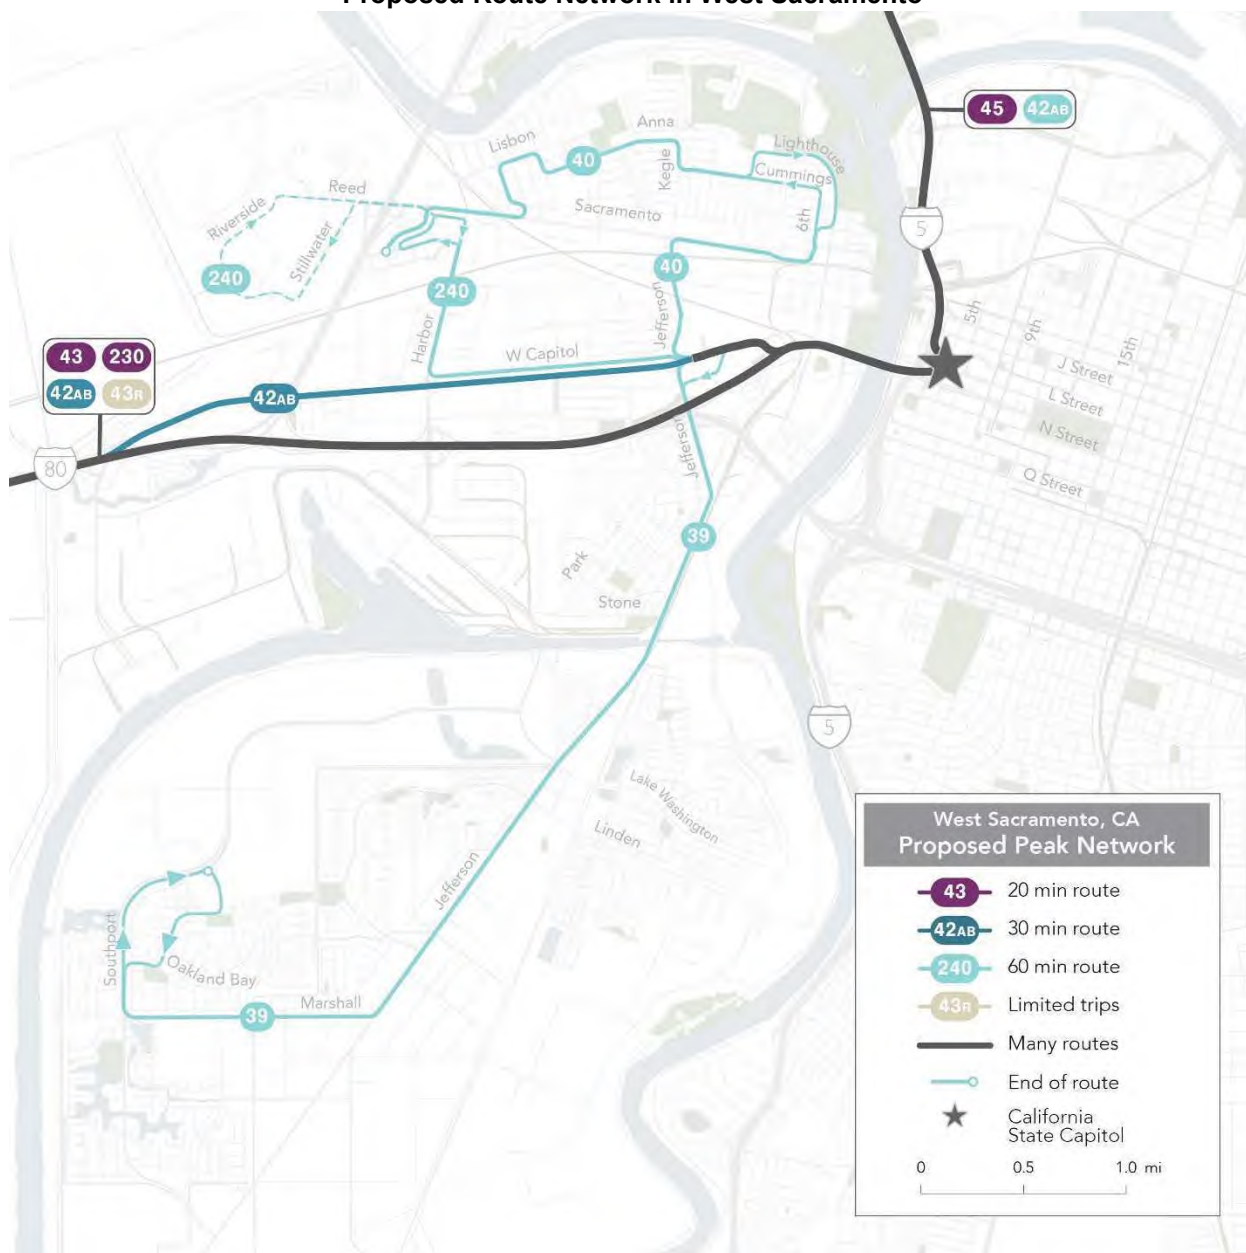 Proposed Route Network in West Sacramento
45 42AB
Anna
Lisbon
40
Kegle
Lighthouse
Cummings
Reed
Riverside
Sacramento
6th
5
Stillwater
240
40
240
Jefferson
5th
9th
15th
Harbor
W Capitol
J Street
43 230
42AB 43R
42AB
L Street
N Street
Jefferson
80
Q Street
39
Park
Stone
5
Lake Washington
Linden
Jefferson
Southport
Oakland Bay
Marshall
39
West Sacramento, CA
Proposed Peak Network
43 20 min route
42AB 30 min route
240 60 min route
43R Limited trips
Many routes
End of route
California
State Capitol
0 0.5 1.0 mi